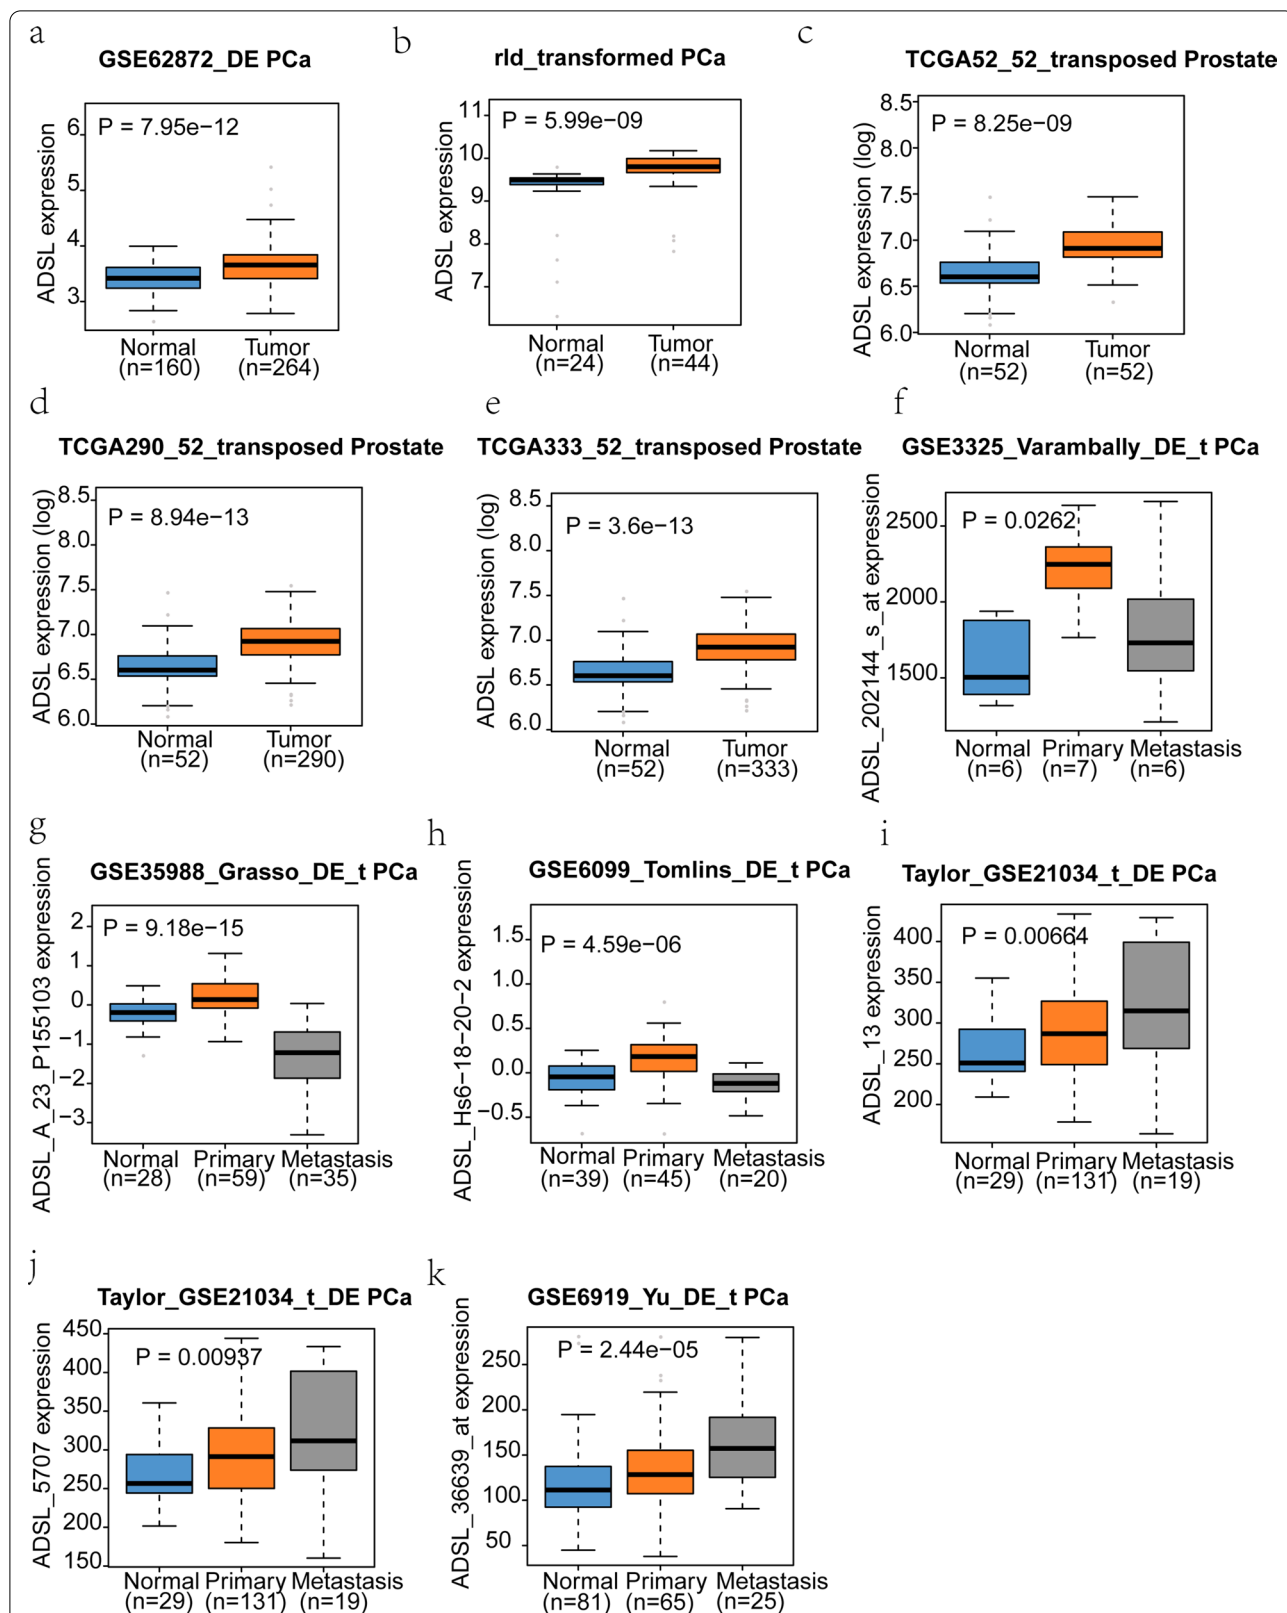 a
GSE62872_DE PCa
P = 7.95e−12
ADSL expression
6
5
4
3
Normal
(n=160)
Tumor
(n=264)
b
rld_transformed PCa
P = 5.99e−09
ADSL expression
11
10
9
8
7
Normal
(n=24)
Tumor
(n=44)
c
TCGA52_52_transposed Prostate
P = 8.25e−09
ADSL expression (log)
8.5
8.0
7.5
7.0
6.5
6.0
Normal
(n=52)
Tumor
(n=52)
d
TCGA290_52_transposed Prostate
P = 8.94e−13
ADSL expression (log)
8.5
8.0
7.5
7.0
6.5
6.0
Normal
(n=52)
Tumor
(n=290)
e
TCGA333_52_transposed Prostate
P = 3.6e−13
ADSL expression (log)
8.5
8.0
7.5
7.0
6.5
6.0
Normal
(n=52)
Tumor
(n=333)
f
GSE3325_Varambally_DE_t PCa
P = 0.0262
ADSL_202144_s_at expression
2500
2000
1500
Normal
(n=6)
Primary
(n=7)
Metastasis
(n=6)
g
GSE35988_Grasso_DE_t PCa
P = 9.18e−15
ADSL_A_23_P155103 expression
2
1
0
−1
−2
−3
Normal
(n=28)
Primary
(n=59)
Metastasis
(n=35)
h
GSE6099_Tomlins_DE_t PCa
P = 4.59e−06
ADSL_Hs6−18−20−2 expression
1.5
1.0
0.5
0.0
−0.5
Normal
(n=39)
Primary
(n=45)
Metastasis
(n=20)
i
Taylor_GSE21034_t_DE PCa
P = 0.00664
ADSL_13 expression
400
350
300
250
200
Normal
(n=29)
Primary
(n=131)
Metastasis
(n=19)
j
Taylor_GSE21034_t_DE PCa
P = 0.00937
ADSL_5707 expression
450
400
350
300
250
200
150
Normal
(n=29)
Primary
(n=131)
Metastasis
(n=19)
k
GSE6919_Yu_DE_t PCa
P = 2.44e−05
ADSL_36639_at expression
250
200
150
100
50
Normal
(n=81)
Primary
(n=65)
Metastasis
(n=25)